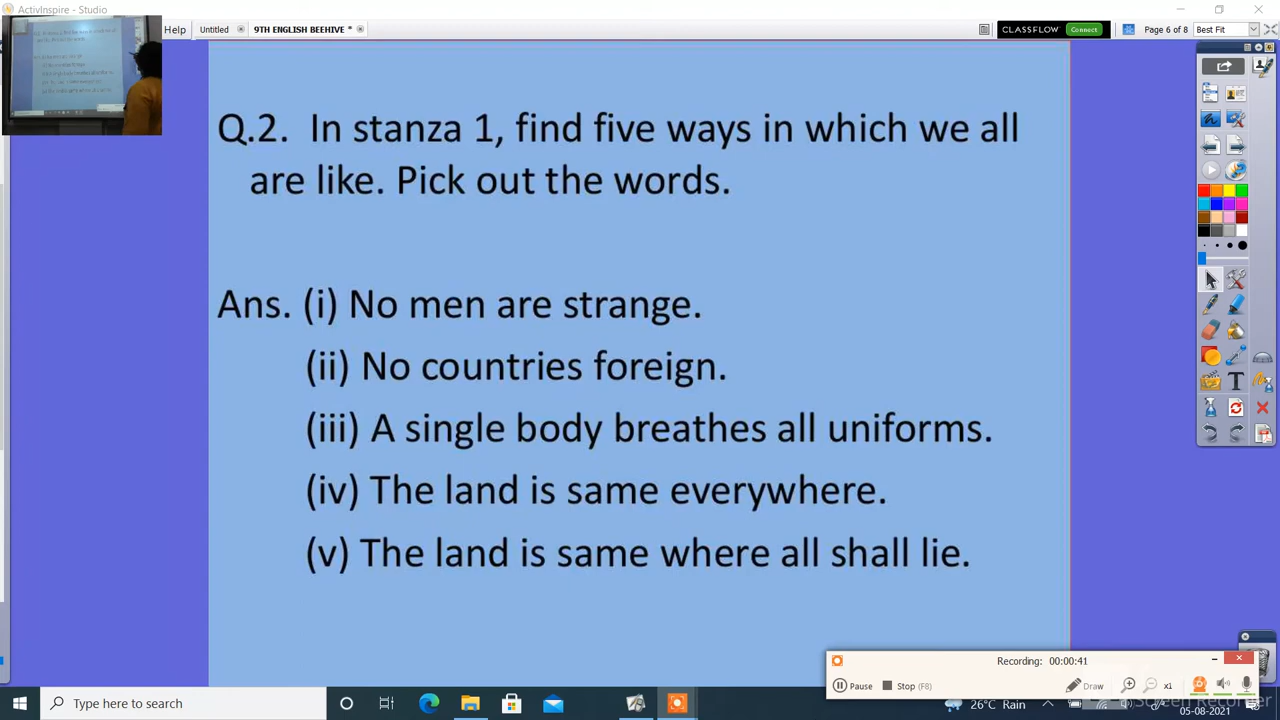 ActivInspire - Studio
Help
Untitled
9TH ENGLISH BEEHIVE *
CLASSFLOW
Connect
Page 6 of 8
Best Fit
Q.2. In stanza 1, find five ways in which we all
are like. Pick out the words.
Ans. (i) No men are strange.
(ii) No countries foreign.
(iii) A single body breathes all uniforms.
(iv) The land is same everywhere.
(v) The land is same where all shall lie.
Recording: 00:00:41
Pause
Stop (F8)
x1
Draw
Screen Recorder
Type here to search
26°C Rain
05-08-2021